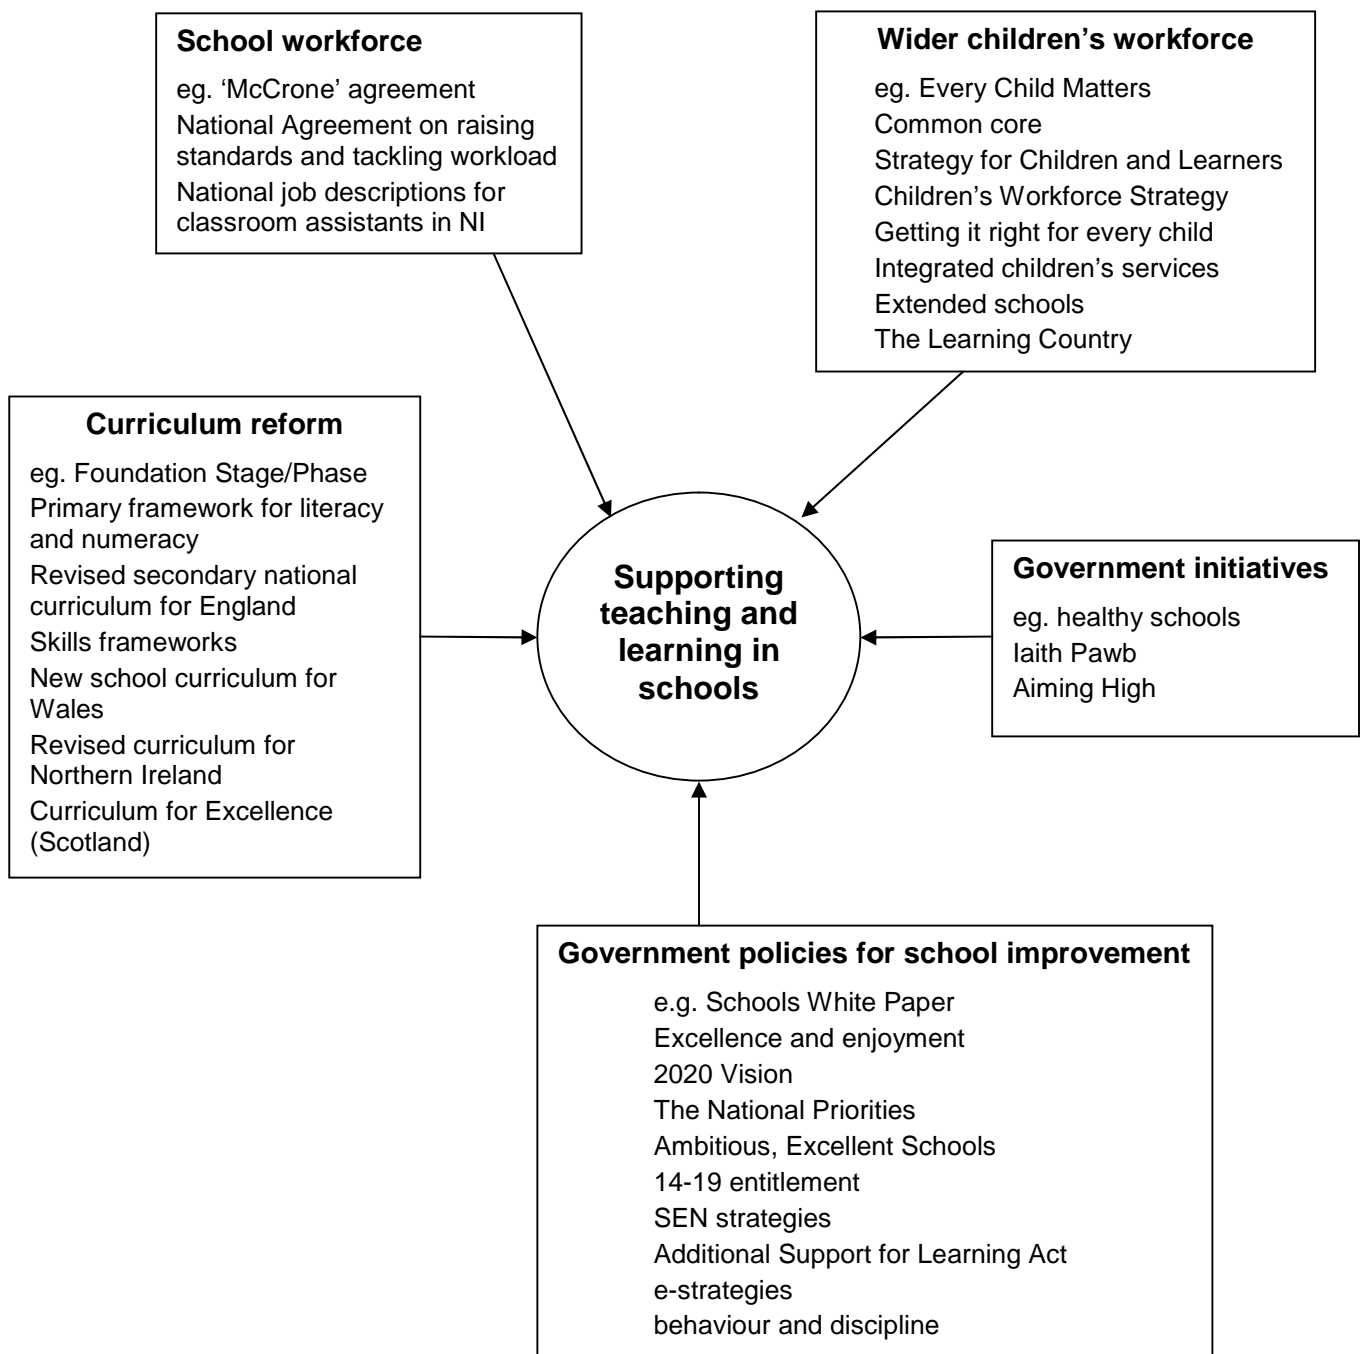 School workforce
eg. ‘McCrone’ agreement
National Agreement on raising
standards and tackling workload
National job descriptions for
classroom assistants in NI
Wider children’s workforce
eg. Every Child Matters
Common core
Strategy for Children and Learners
Children’s Workforce Strategy
Getting it right for every child
Integrated children’s services
Extended schools
The Learning Country
Curriculum reform
eg. Foundation Stage/Phase
Primary framework for literacy
and numeracy
Revised secondary national
curriculum for England
Skills frameworks
New school curriculum for
Wales
Revised curriculum for
Northern Ireland
Curriculum for Excellence
(Scotland)
Supporting
teaching and
learning in
schools
Government initiatives
eg. healthy schools
Iaith Pawb
Aiming High
Government policies for school improvement
e.g. Schools White Paper
Excellence and enjoyment
2020 Vision
The National Priorities
Ambitious, Excellent Schools
14-19 entitlement
SEN strategies
Additional Support for Learning Act
e-strategies
behaviour and discipline